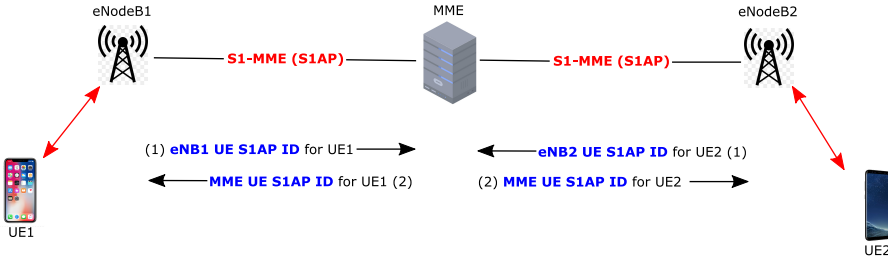 eNodeB1
MME
eNodeB2
S1-MME (S1AP)
S1-MME (S1AP)
(1) eNB1 UE S1AP ID for UE1
eNB2 UE S1AP ID for UE2 (1)
MME UE S1AP ID for UE1 (2)
(2) MME UE S1AP ID for UE2
UE1
UE2